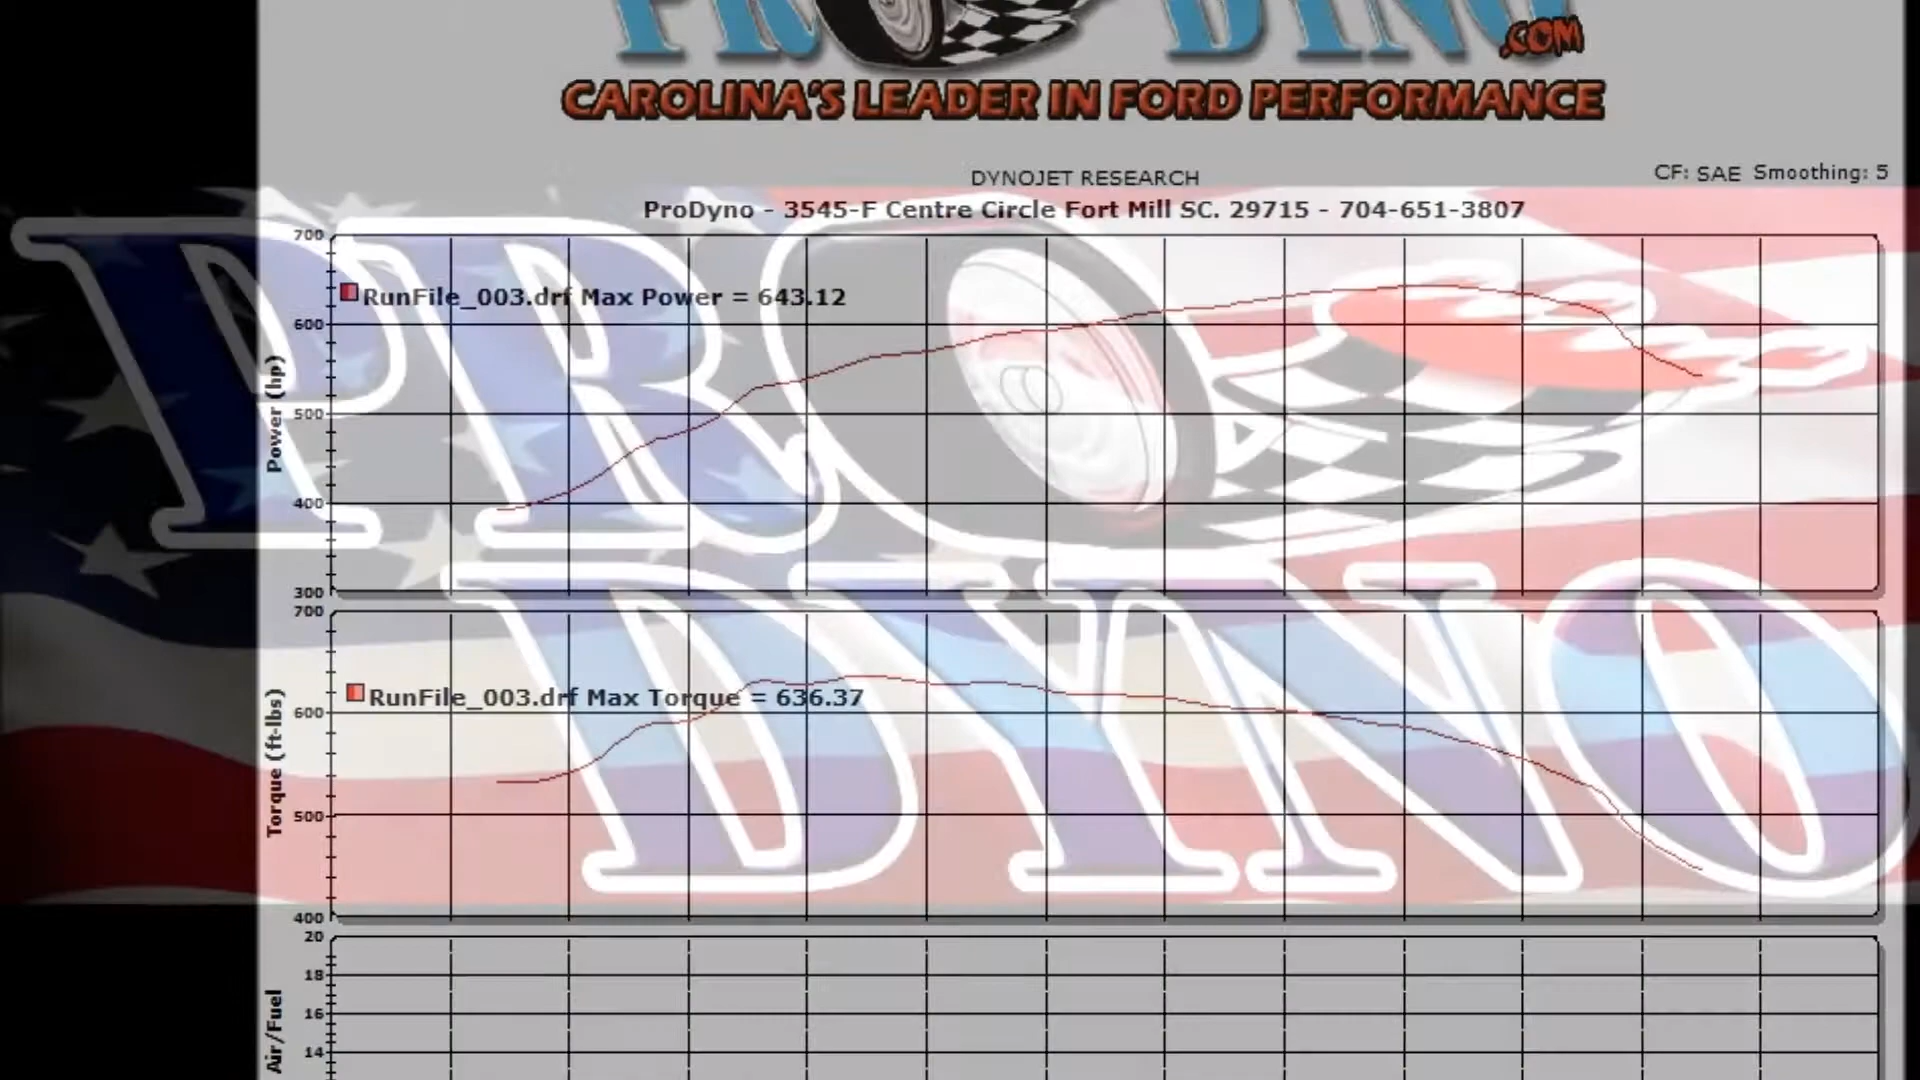 PRO DYNO
.COM
CAROLINA'S LEADER IN FORD PERFORMANCE
DYNOJET RESEARCH
CF: SAE Smoothing: 5
ProDyno - 3545-F Centre Circle Fort Mill SC. 29715 - 704-651-3807
700
RunFile_003.drf Max Power = 643.12
600
Power (hp)
500
400
300
PRO
DYNO
700
RunFile_003.drf Max Torque = 636.37
600
Torque (ft-lbs)
500
400
20
18
16
Air/Fuel
14